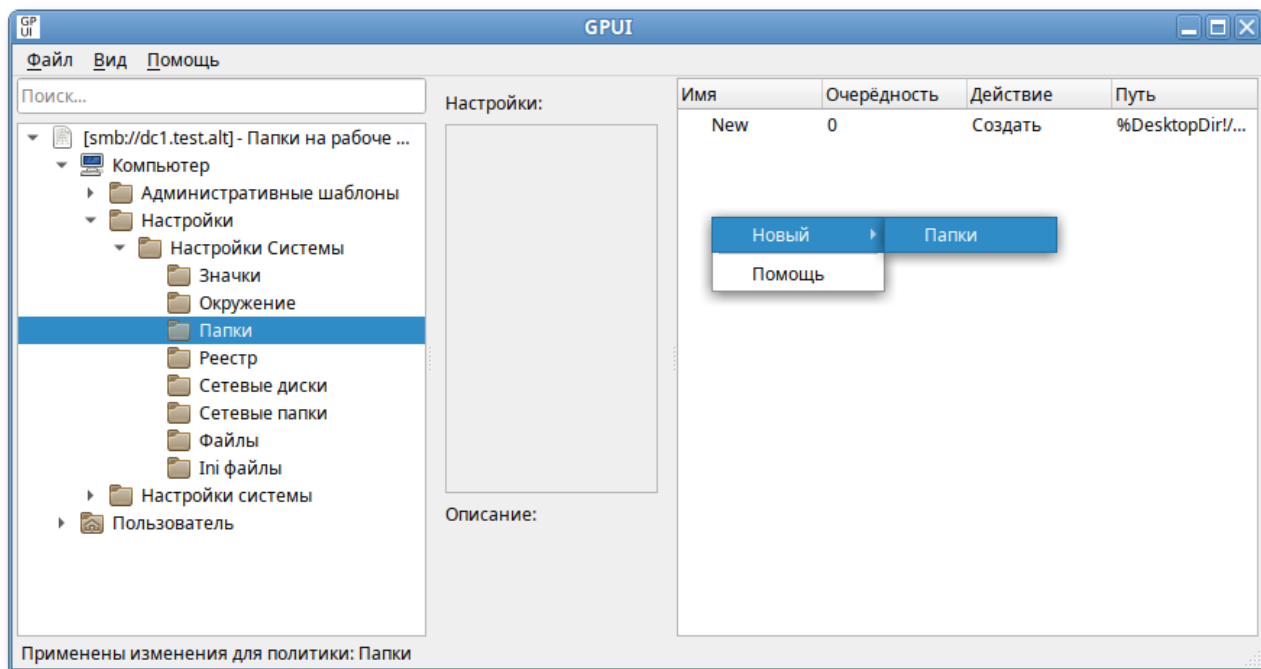 GPUI
GPUI
Файл Вид Помощь
Поиск...
[smb://dc1.test.alt] - Папки на рабоче ...
Компьютер
Административные шаблоны
Настройки
Настройки Системы
Значки
Окружение
Папки
Реестр
Сетевые диски
Сетевые папки
Файлы
Ini файлы
Настройки системы
Пользователь
Настройки:
Описание:
Имя Очерёдность Действие Путь
New 0 Создать %DesktopDir!/...
Новый Папки
Помощь
Применены изменения для политики: Папки